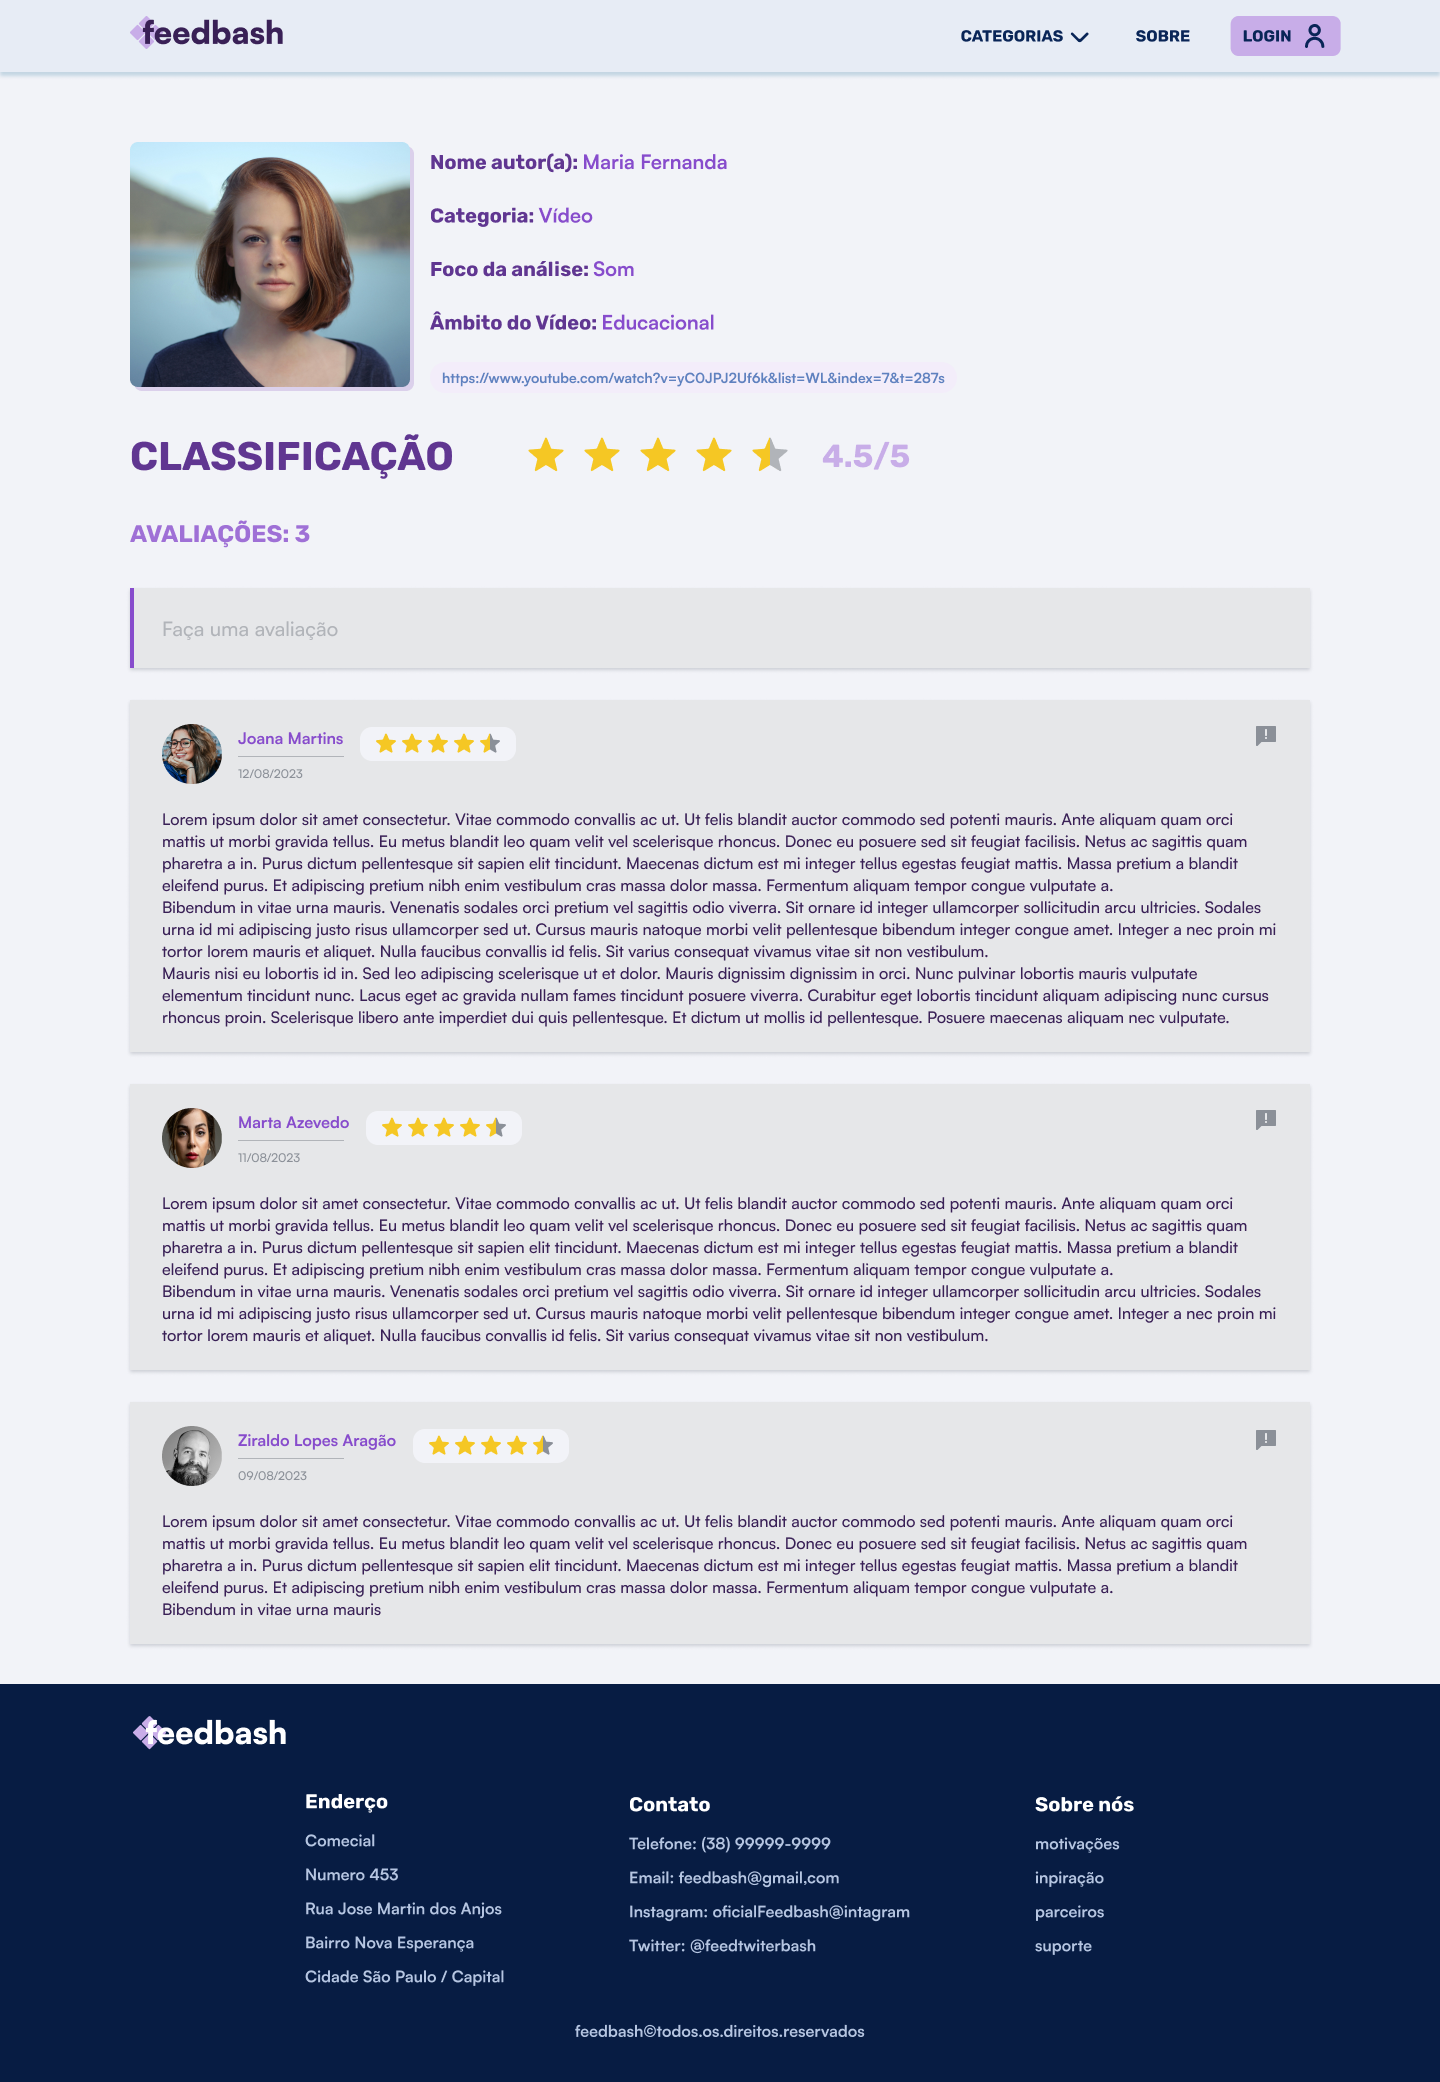 feedbash
CATEGORIAS
SOBRE
LOGIN
Nome autor(a): Maria Fernanda
Categoria: Vídeo
Foco da análise: Som
Âmbito do Vídeo: Educacional
https://www.youtube.com/watch?v=yC0JPJ2Uf6k&list=WL&index=7&t=287s
CLASSIFICAÇÃO
4.5/5
AVALIAÇÕES: 3
Faça uma avaliação
Joana Martins
12/08/2023
Lorem ipsum dolor sit amet consectetur. Vitae commodo convallis ac ut. Ut felis blandit auctor commodo sed potenti mauris. Ante aliquam quam orci
mattis ut morbi gravida tellus. Eu metus blandit leo quam velit vel scelerisque rhoncus. Donec eu posuere sed sit feugiat facilisis. Netus ac sagittis quam
pharetra a in. Purus dictum pellentesque sit sapien elit tincidunt. Maecenas dictum est mi integer tellus egestas feugiat mattis. Massa pretium a blandit
eleifend purus. Et adipiscing pretium nibh enim vestibulum cras massa dolor massa. Fermentum aliquam tempor congue vulputate a.
Bibendum in vitae urna mauris. Venenatis sodales orci pretium vel sagittis odio viverra. Sit ornare id integer ullamcorper sollicitudin arcu ultricies. Sodales
urna id mi adipiscing justo risus ullamcorper sed ut. Cursus mauris natoque morbi velit pellentesque bibendum integer congue amet. Integer a nec proin mi
tortor lorem mauris et aliquet. Nulla faucibus convallis id felis. Sit varius consequat vivamus vitae sit non vestibulum.
Mauris nisi eu lobortis id in. Sed leo adipiscing scelerisque ut et dolor. Mauris dignissim dignissim in orci. Nunc pulvinar lobortis mauris vulputate
elementum tincidunt nunc. Lacus eget ac gravida nullam fames tincidunt posuere viverra. Curabitur eget lobortis tincidunt aliquam adipiscing nunc cursus
rhoncus proin. Scelerisque libero ante imperdiet dui quis pellentesque. Et dictum ut mollis id pellentesque. Posuere maecenas aliquam nec vulputate.
Marta Azevedo
11/08/2023
Lorem ipsum dolor sit amet consectetur. Vitae commodo convallis ac ut. Ut felis blandit auctor commodo sed potenti mauris. Ante aliquam quam orci
mattis ut morbi gravida tellus. Eu metus blandit leo quam velit vel scelerisque rhoncus. Donec eu posuere sed sit feugiat facilisis. Netus ac sagittis quam
pharetra a in. Purus dictum pellentesque sit sapien elit tincidunt. Maecenas dictum est mi integer tellus egestas feugiat mattis. Massa pretium a blandit
eleifend purus. Et adipiscing pretium nibh enim vestibulum cras massa dolor massa. Fermentum aliquam tempor congue vulputate a.
Bibendum in vitae urna mauris. Venenatis sodales orci pretium vel sagittis odio viverra. Sit ornare id integer ullamcorper sollicitudin arcu ultricies. Sodales
urna id mi adipiscing justo risus ullamcorper sed ut. Cursus mauris natoque morbi velit pellentesque bibendum integer congue amet. Integer a nec proin mi
tortor lorem mauris et aliquet. Nulla faucibus convallis id felis. Sit varius consequat vivamus vitae sit non vestibulum.
Ziraldo Lopes Aragão
09/08/2023
Lorem ipsum dolor sit amet consectetur. Vitae commodo convallis ac ut. Ut felis blandit auctor commodo sed potenti mauris. Ante aliquam quam orci
mattis ut morbi gravida tellus. Eu metus blandit leo quam velit vel scelerisque rhoncus. Donec eu posuere sed sit feugiat facilisis. Netus ac sagittis quam
pharetra a in. Purus dictum pellentesque sit sapien elit tincidunt. Maecenas dictum est mi integer tellus egestas feugiat mattis. Massa pretium a blandit
eleifend purus. Et adipiscing pretium nibh enim vestibulum cras massa dolor massa. Fermentum aliquam tempor congue vulputate a.
Bibendum in vitae urna mauris
feedbash
Enderço
Comecial
Numero 453
Rua Jose Martin dos Anjos
Bairro Nova Esperança
Cidade São Paulo / Capital
Contato
Telefone: (38) 99999-9999
Email: feedbash@gmail,com
Instagram: oficialFeedbash@intagram
Twitter: @feedtwiterbash
Sobre nós
motivações
inpiração
parceiros
suporte
feedbash©todos.os.direitos.reservados